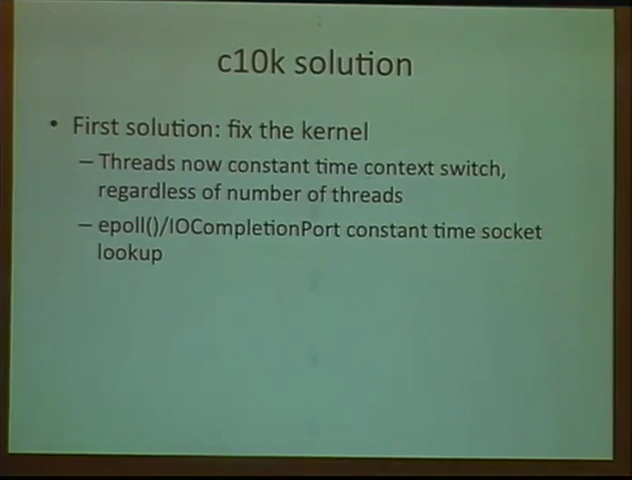 c10k solution
• First solution: fix the kernel
– Threads now constant time context switch,
regardless of number of threads
– epoll()/IOCompletionPort constant time socket
lookup